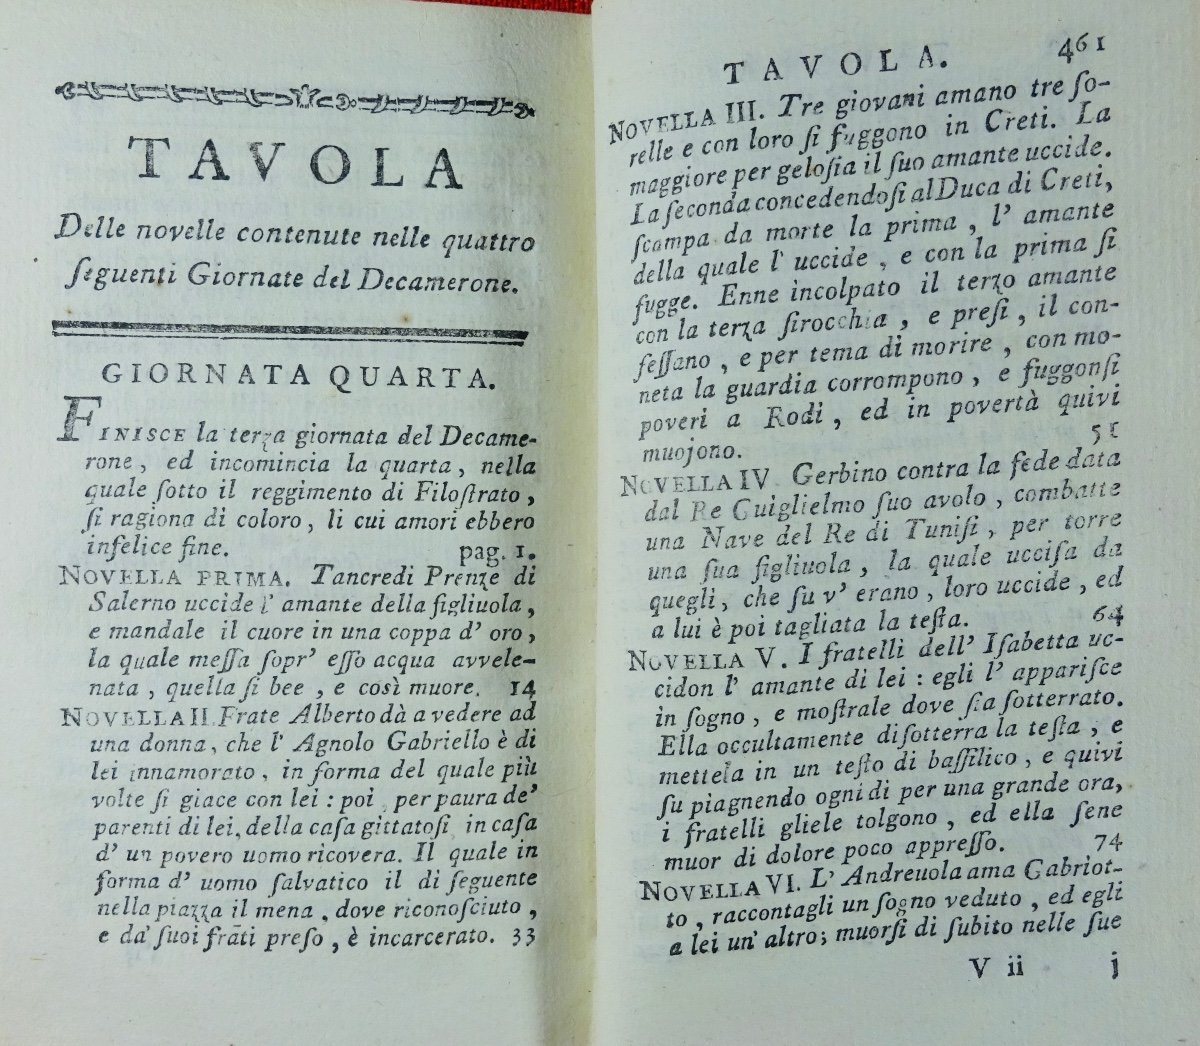 TAVOLA
Delle novelle contenute nelle quattro
ſeguenti Giornate del Decamerone.
GIORNATA QUARTA.
FINISCE la terza giornata del Decame-
rone, ed incomincia la quarta, nella
quale ſotto il reggimento di Filoſtrato,
ſi ragiona di coloro, li cui amori ebbero
infelice fine. pag. 1.
NOVELLA PRIMA. Tancredi Prenze di
Salerno uccide l' amante della figliuola,
e mandale il cuore in una coppa d' oro,
la quale meſſa ſopr' eſſo acqua avvele-
nata, quella ſi bee, e così muore. 14
NOVELLA II. Frate Alberto dà a vedere ad
una donna, che l' Agnolo Gabriello è di
lei innamorato, in forma del quale più
volte ſi giace con lei: poi per paura de'
parenti di lei, della caſa gittatoſi, in caſa
d' un povero uomo ricovera. Il quale in
forma d' uomo ſalvatico il di ſeguente
nella piazza il mena, dove riconoſciuto,
e da' ſuoi frāti preſo, è incarcerato. 33
TAVOLA. 461
NOVELLA III. Tre giovani amano tre ſo-
relle e con loro ſi fuggono in Creti. La
maggiore per geloſia il ſuo amante uccide.
La ſeconda concedendoſi al Duca di Creti,
ſcampa da morte la prima, l' amante
della quale l' uccide, e con la prima ſi
fugge. Enne incolpato il terzo amante
con la terza ſirocchia, e preſi, il con-
feſſano, e per tema di morire, con mo-
neta la guardia corrompono, e fuggonſi
poveri a Rodi, ed in povertà quivi
muojono. 51
NOVELLA IV Gerbino contra la fede data
dal Re Guiglielmo ſuo avolo, combatte
una Nave del Re di Tuniſi, per torre
una ſua figliuola, la quale ucciſa da
quegli, che ſu v' erano, loro uccide, ed
a lui è poi tagliata la teſta. 64
NOVELLA V. I fratelli dell' Iſabetta uc-
cidon l' amante di lei: egli l' appariſce
in ſogno, e moſtrale dove ſia ſotterrato.
Ella occultamente diſotterra la teſta, e
mettela in un teſto di baſſilico, e quivi
ſu piagnendo ogni di per una grande ora,
i fratelli gliele tolgono, ed ella ſene
muor di dolore poco appreſſo. 74
NOVELLA VI. L' Andreuola ama Gabriot-
to, raccontagli un ſogno veduto, ed egli
a lei un' altro; muorſi di ſubito nelle ſue
V ii j